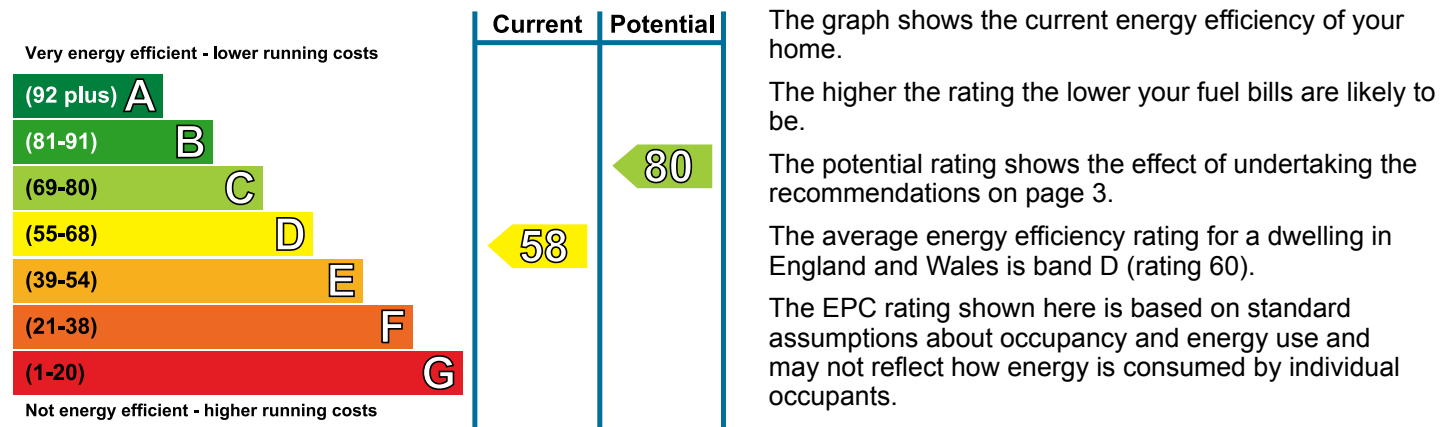 Current Potential
Very energy efficient - lower running costs
(92 plus) A
(81-91) B
(69-80) C
(55-68) D
(39-54) E
(21-38) F
(1-20) G
Not energy efficient - higher running costs
80
58
The graph shows the current energy efficiency of your
home.
The higher the rating the lower your fuel bills are likely to
be.
The potential rating shows the effect of undertaking the
recommendations on page 3.
The average energy efficiency rating for a dwelling in
England and Wales is band D (rating 60).
The EPC rating shown here is based on standard
assumptions about occupancy and energy use and
may not reflect how energy is consumed by individual
occupants.